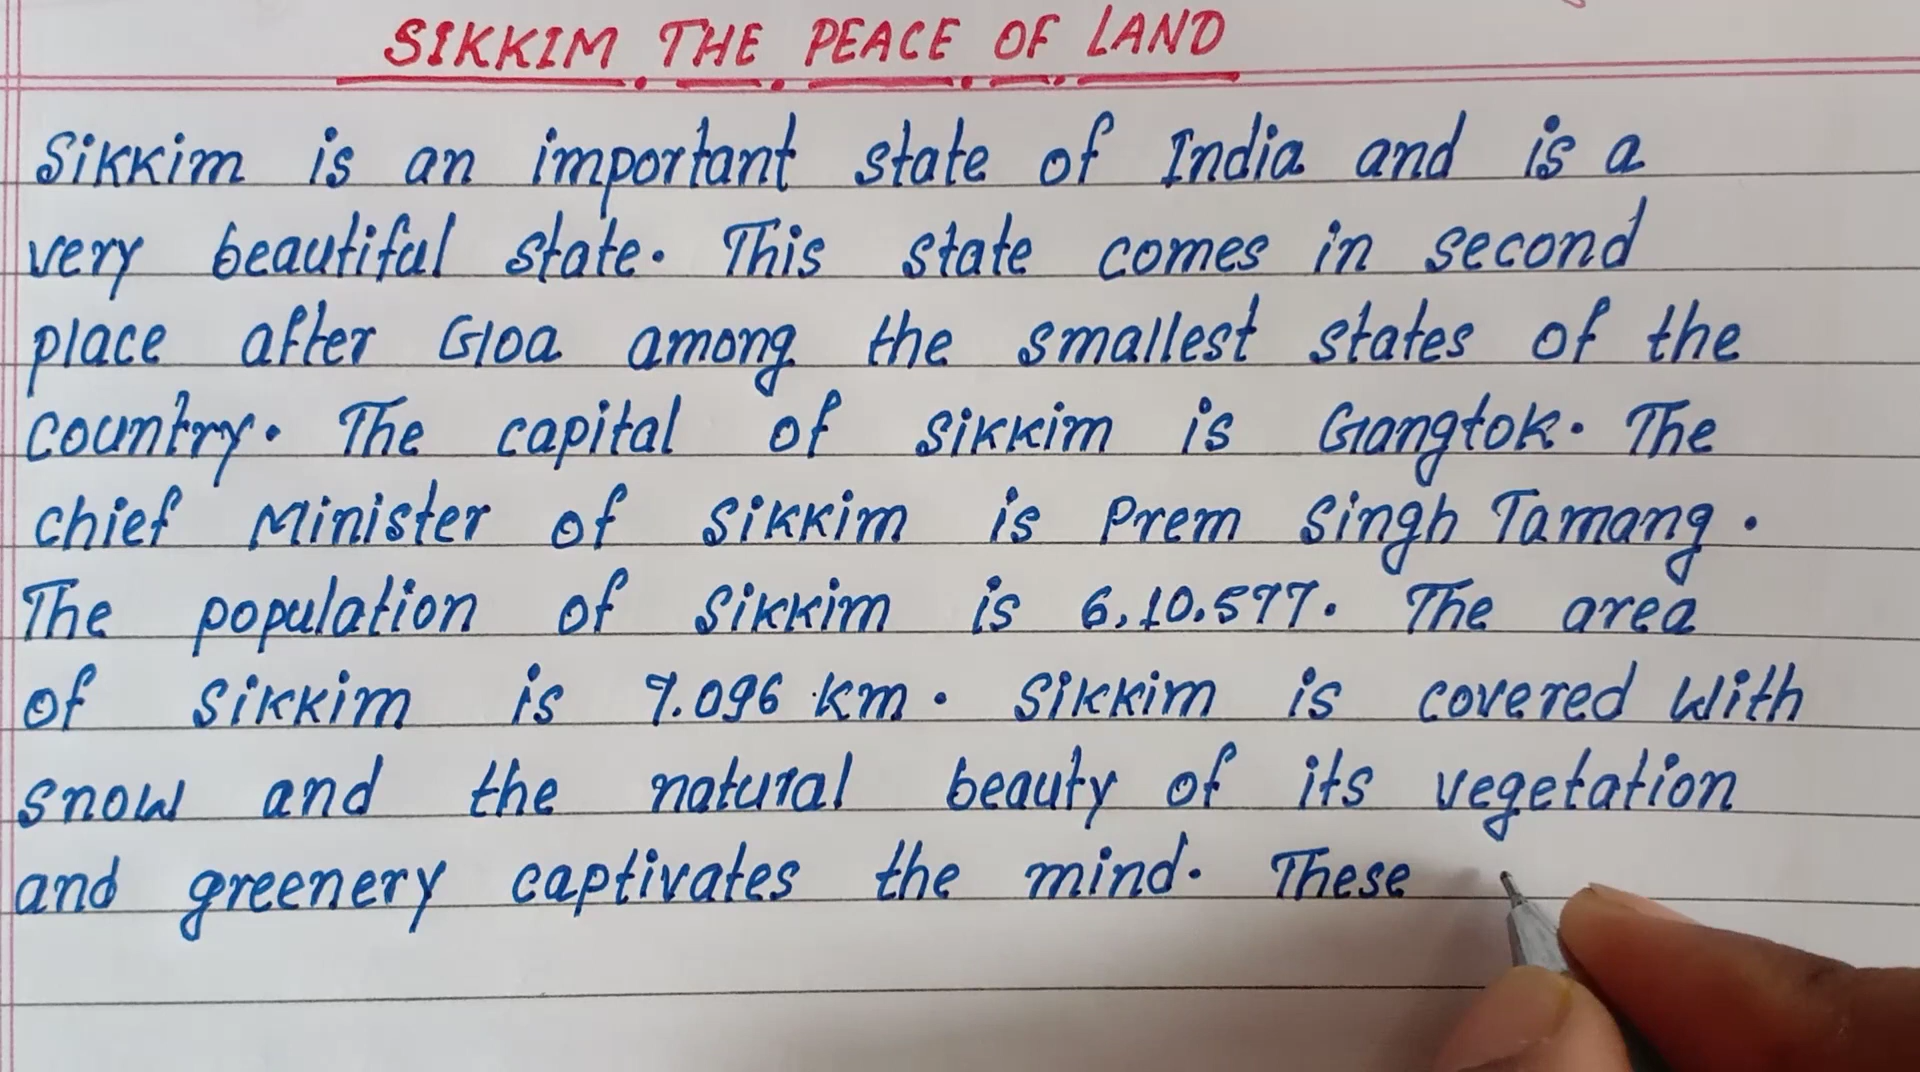 SIKKIM THE PEACE OF LAND
Sikkim is an important state of India and is a
very beautiful state. This state comes in second
place after Goa among the smallest states of the
country. The capital of Sikkim is Gangtok. The
chief Minister of Sikkim is Prem Singh Tamang.
The population of Sikkim is 6,10.577. The area
of Sikkim is 7.096 km. Sikkim is covered with
snow and the natural beauty of its vegetation
and greenery captivates the mind. These